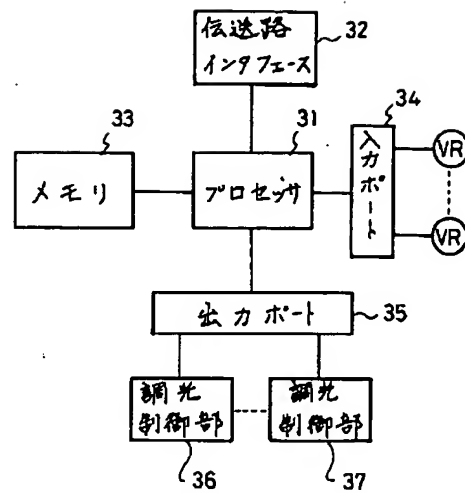 伝送路
インタフェース
32
33
31
34
メモリ
プロセッサ
入力ポート
VR
VR
出力ポート
35
調光
制御部
調光
制御部
36
37